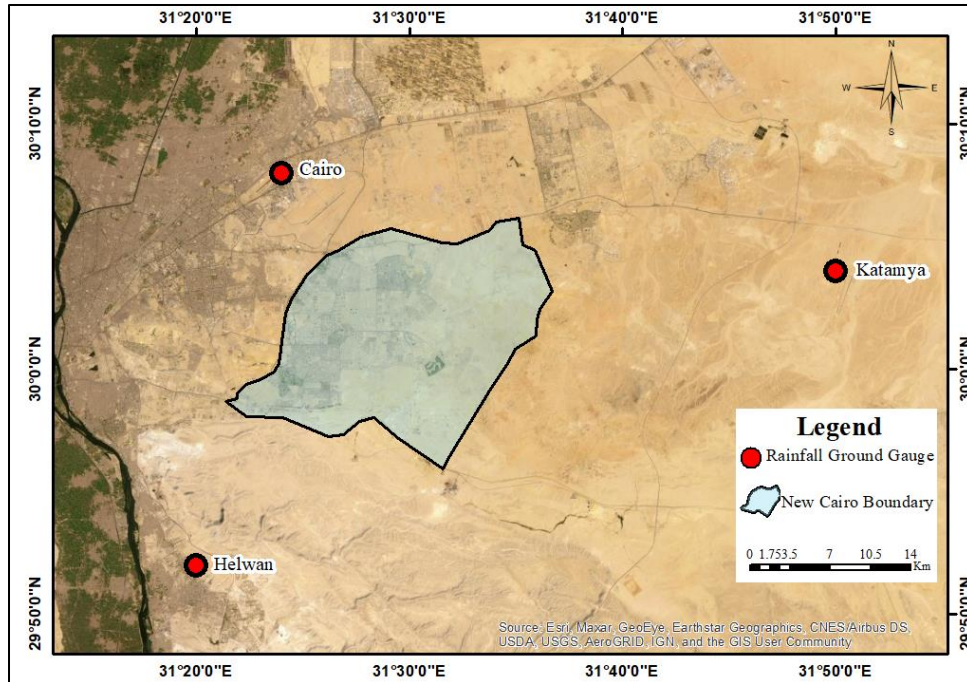 31°20'0"E 31°30'0"E 31°40'0"E 31°50'0"E
N
W E
S
30°10'0"N 30°10'0"N
Cairo
Katamya
30°0'0"N 30°0'0"N
Legend
Rainfall Ground Gauge
New Cairo Boundary
0 1.753.5 7 10.5 14
Km
Helwan
29°50'0"N 29°50'0"N
Source: Esri, Maxar, GeoEye, Earthstar Geographics, CNES/Airbus DS,
USDA, USGS, AeroGRID, IGN, and the GIS User Community
31°20'0"E 31°30'0"E 31°40'0"E 31°50'0"E